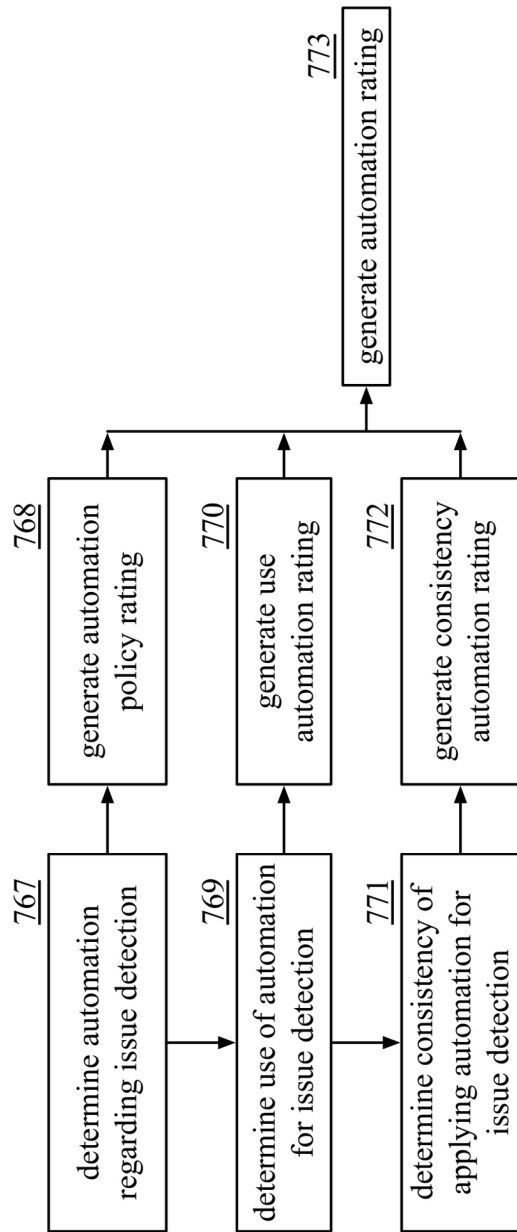 767
determine automation
regarding issue detection
768
generate automation
policy rating
769
determine use of automation
for issue detection
770
generate use
automation rating
771
determine consistency of
applying automation for
issue detection
772
generate consistency
automation rating
773
generate automation rating